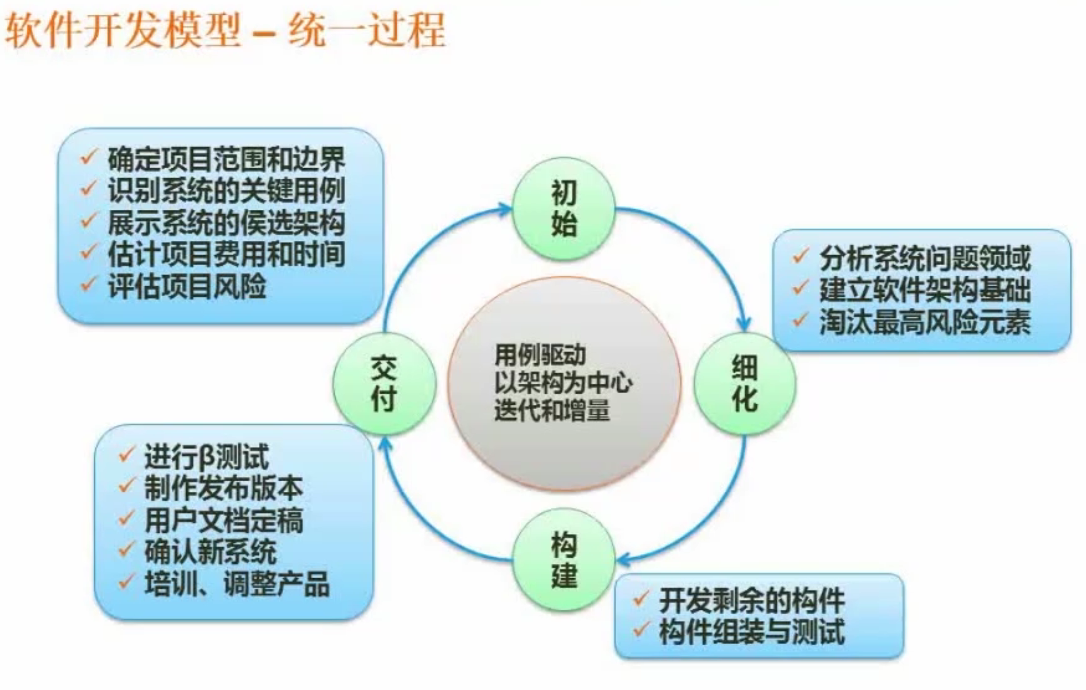 软件开发模型 – 统一过程
确定项目范围和边界
识别系统的关键用例
展示系统的侯选架构
估计项目费用和时间
评估项目风险
初
始
分析系统问题领域
建立软件架构基础
淘汰最高风险元素
用例驱动
以架构为中心
迭代和增量
交
付
细
化
进行β测试
制作发布版本
用户文档定稿
确认新系统
培训、调整产品
构
建
开发剩余的构件
构件组装与测试